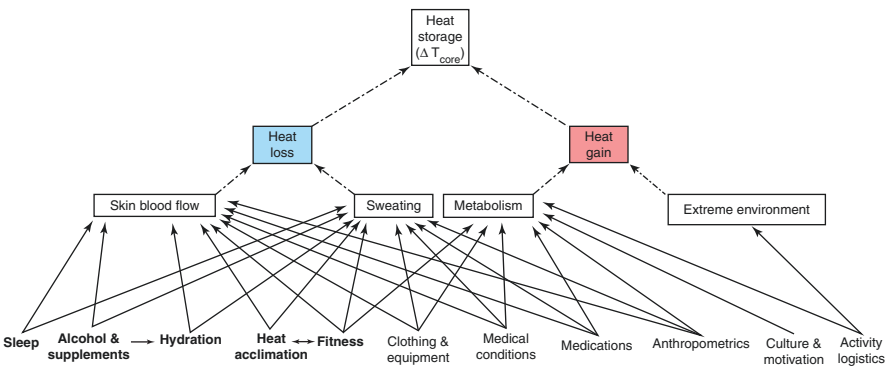 Heat
storage
(Δ T_core)
Heat
loss
Heat
gain
Skin blood flow
Sweating
Metabolism
Extreme environment
Sleep
Alcohol &
supplements
Hydration
Heat
acclimation
Fitness
Clothing &
equipment
Medical
conditions
Medications
Anthropometrics
Culture &
motivation
Activity
logistics